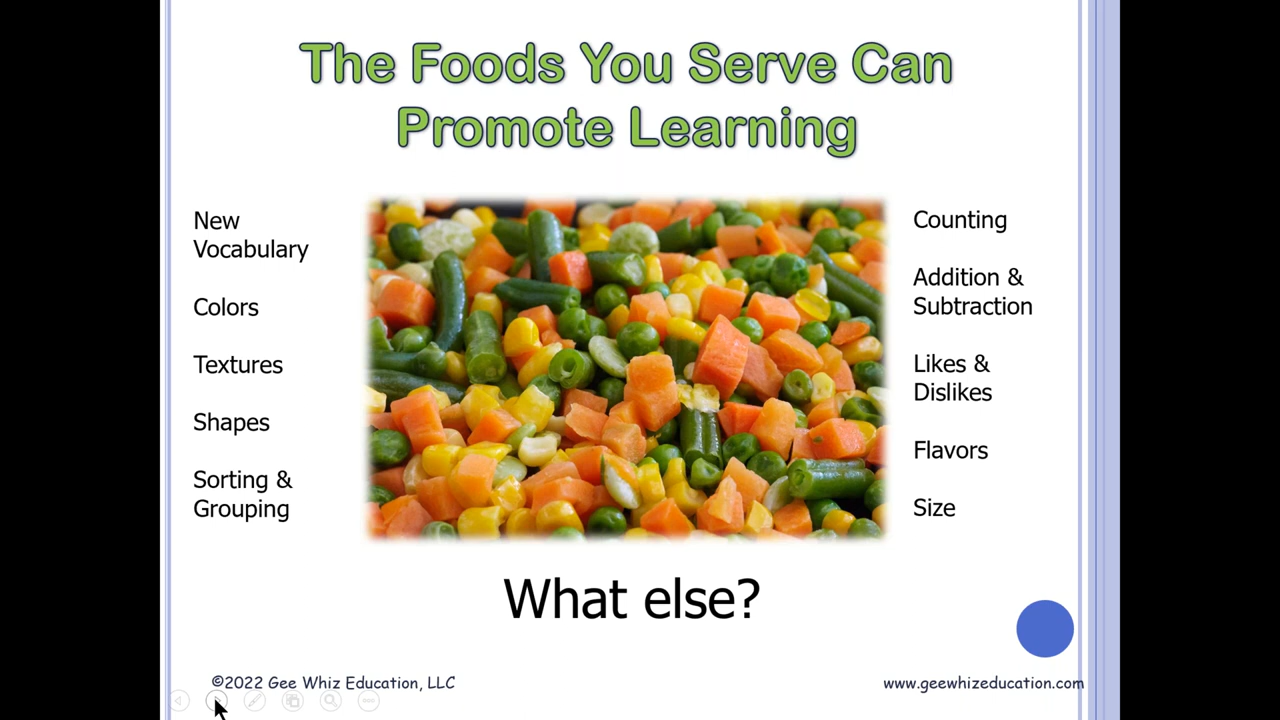 The Foods You Serve Can
Promote Learning
New
Vocabulary
Colors
Textures
Shapes
Sorting &
Grouping
Counting
Addition &
Subtraction
Likes &
Dislikes
Flavors
Size
What else?
©2022 Gee Whiz Education, LLC
www.geewhizeducation.com